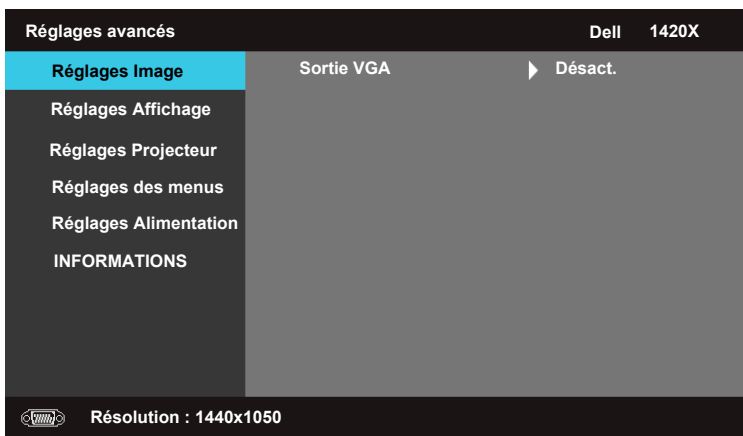 Réglages avancés Dell 1420X
Réglages Image Sortie VGA Désact.
Réglages Affichage
Réglages Projecteur
Réglages des menus
Réglages Alimentation
INFORMATIONS
Résolution : 1440x1050